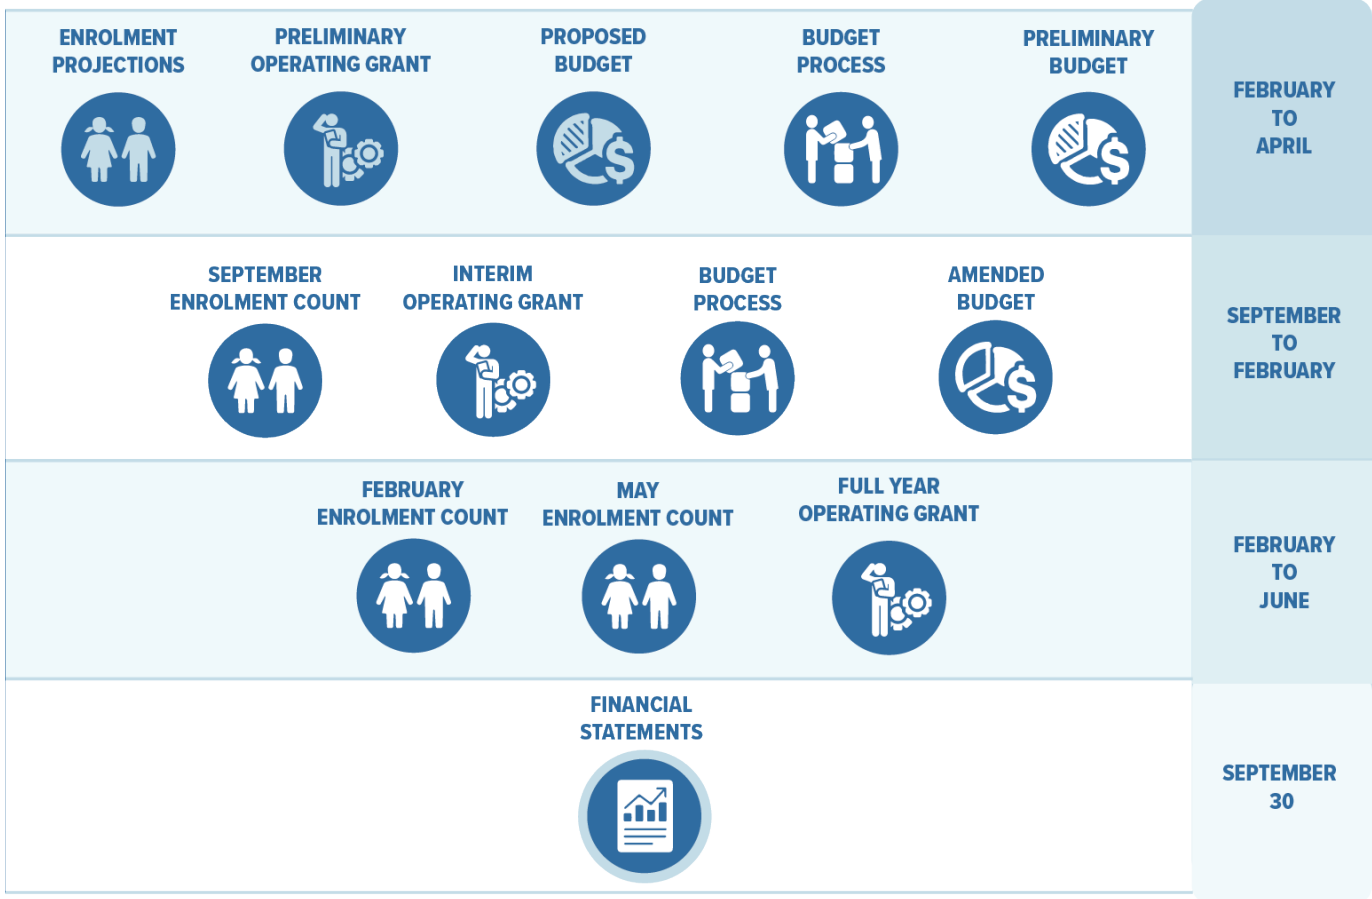 ENROLMENT
PROJECTIONS
PRELIMINARY
OPERATING GRANT
PROPOSED
BUDGET
BUDGET
PROCESS
PRELIMINARY
BUDGET
FEBRUARY
TO
APRIL
SEPTEMBER
ENROLMENT COUNT
INTERIM
OPERATING GRANT
BUDGET
PROCESS
AMENDED
BUDGET
SEPTEMBER
TO
FEBRUARY
FEBRUARY
ENROLMENT COUNT
MAY
ENROLMENT COUNT
FULL YEAR
OPERATING GRANT
FEBRUARY
TO
JUNE
FINANCIAL
STATEMENTS
SEPTEMBER
30